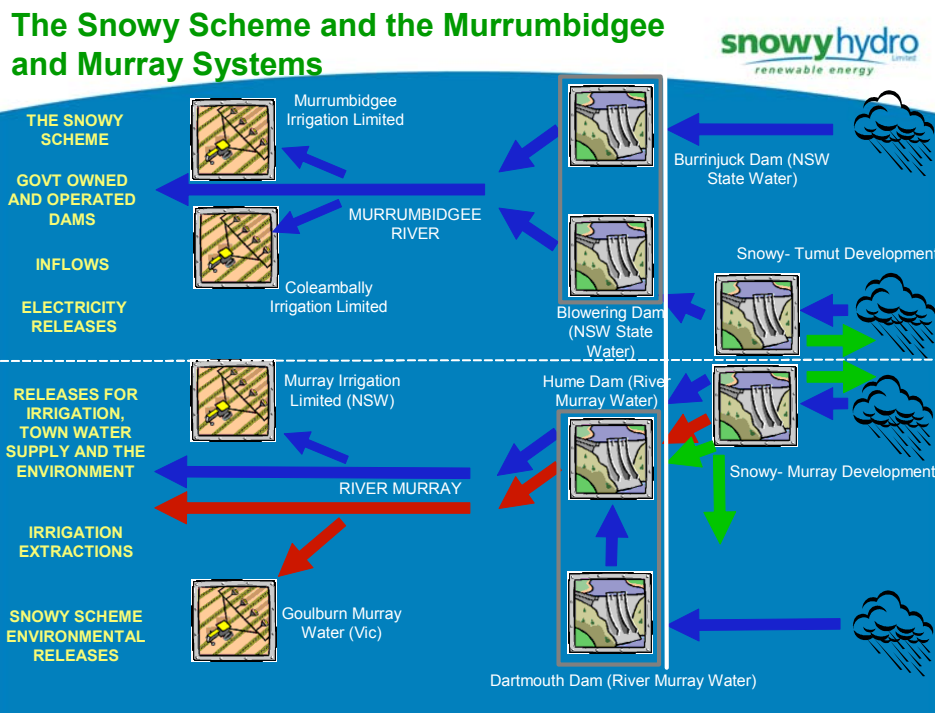 The Snowy Scheme and the Murrumbidgee
and Murray Systems
snowyhydro
Limited
renewable energy
THE SNOWY
SCHEME
GOVT OWNED
AND OPERATED
DAMS
INFLOWS
ELECTRICITY
RELEASES
RELEASES FOR
IRRIGATION,
TOWN WATER
SUPPLY AND THE
ENVIRONMENT
IRRIGATION
EXTRACTIONS
SNOWY SCHEME
ENVIRONMENTAL
RELEASES
Murrumbidgee
Irrigation Limited
MURRUMBIDGEE
RIVER
Coleambally
Irrigation Limited
Burrinjuck Dam (NSW
State Water)
Snowy- Tumut Development
Blowering Dam
(NSW State
Water)
Murray Irrigation
Limited (NSW)
Hume Dam (River
Murray Water)
RIVER MURRAY
Snowy- Murray Development
Goulburn Murray
Water (Vic)
Dartmouth Dam (River Murray Water)